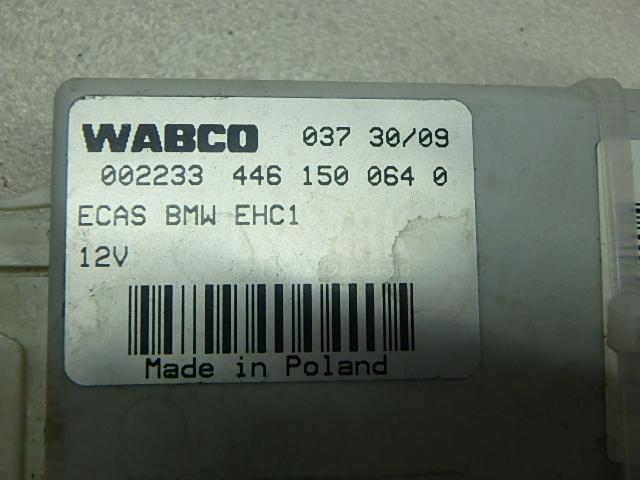 WABCO 037 30/09
002233 446 150 064 0
ECAS BMW EHC1
12V
Made in Poland